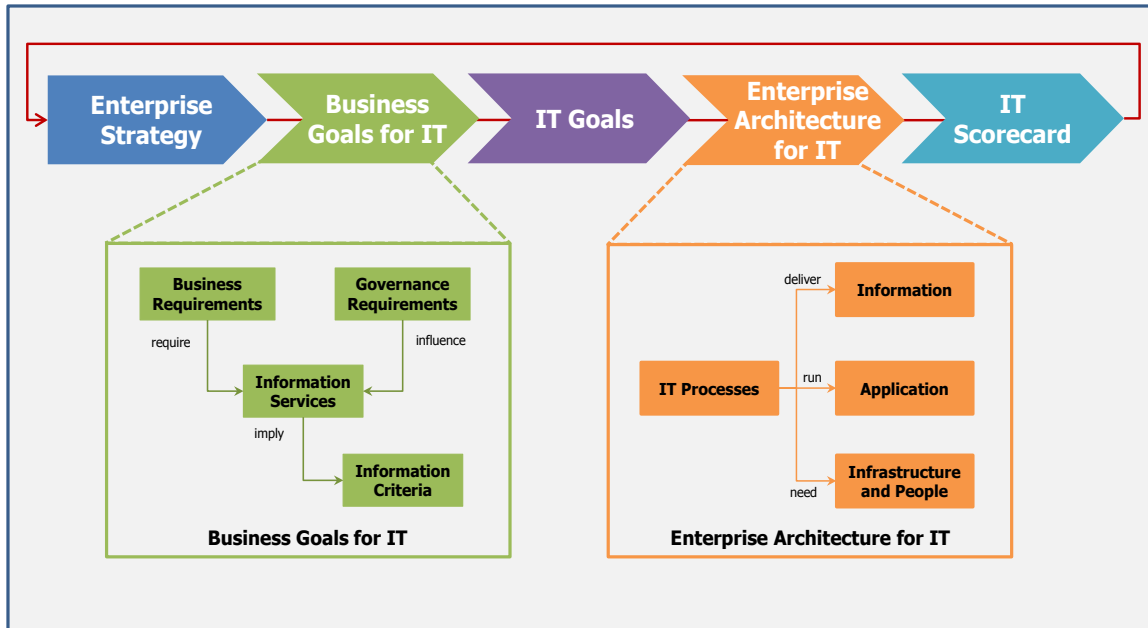 Enterprise
Strategy
Business
Goals for IT
IT Goals
Enterprise
Architecture
for IT
IT
Scorecard
Business
Requirements
Governance
Requirements
require
influence
Information
Services
imply
Information
Criteria
Business Goals for IT
deliver
Information
IT Processes
run
Application
need
Infrastructure
and People
Enterprise Architecture for IT